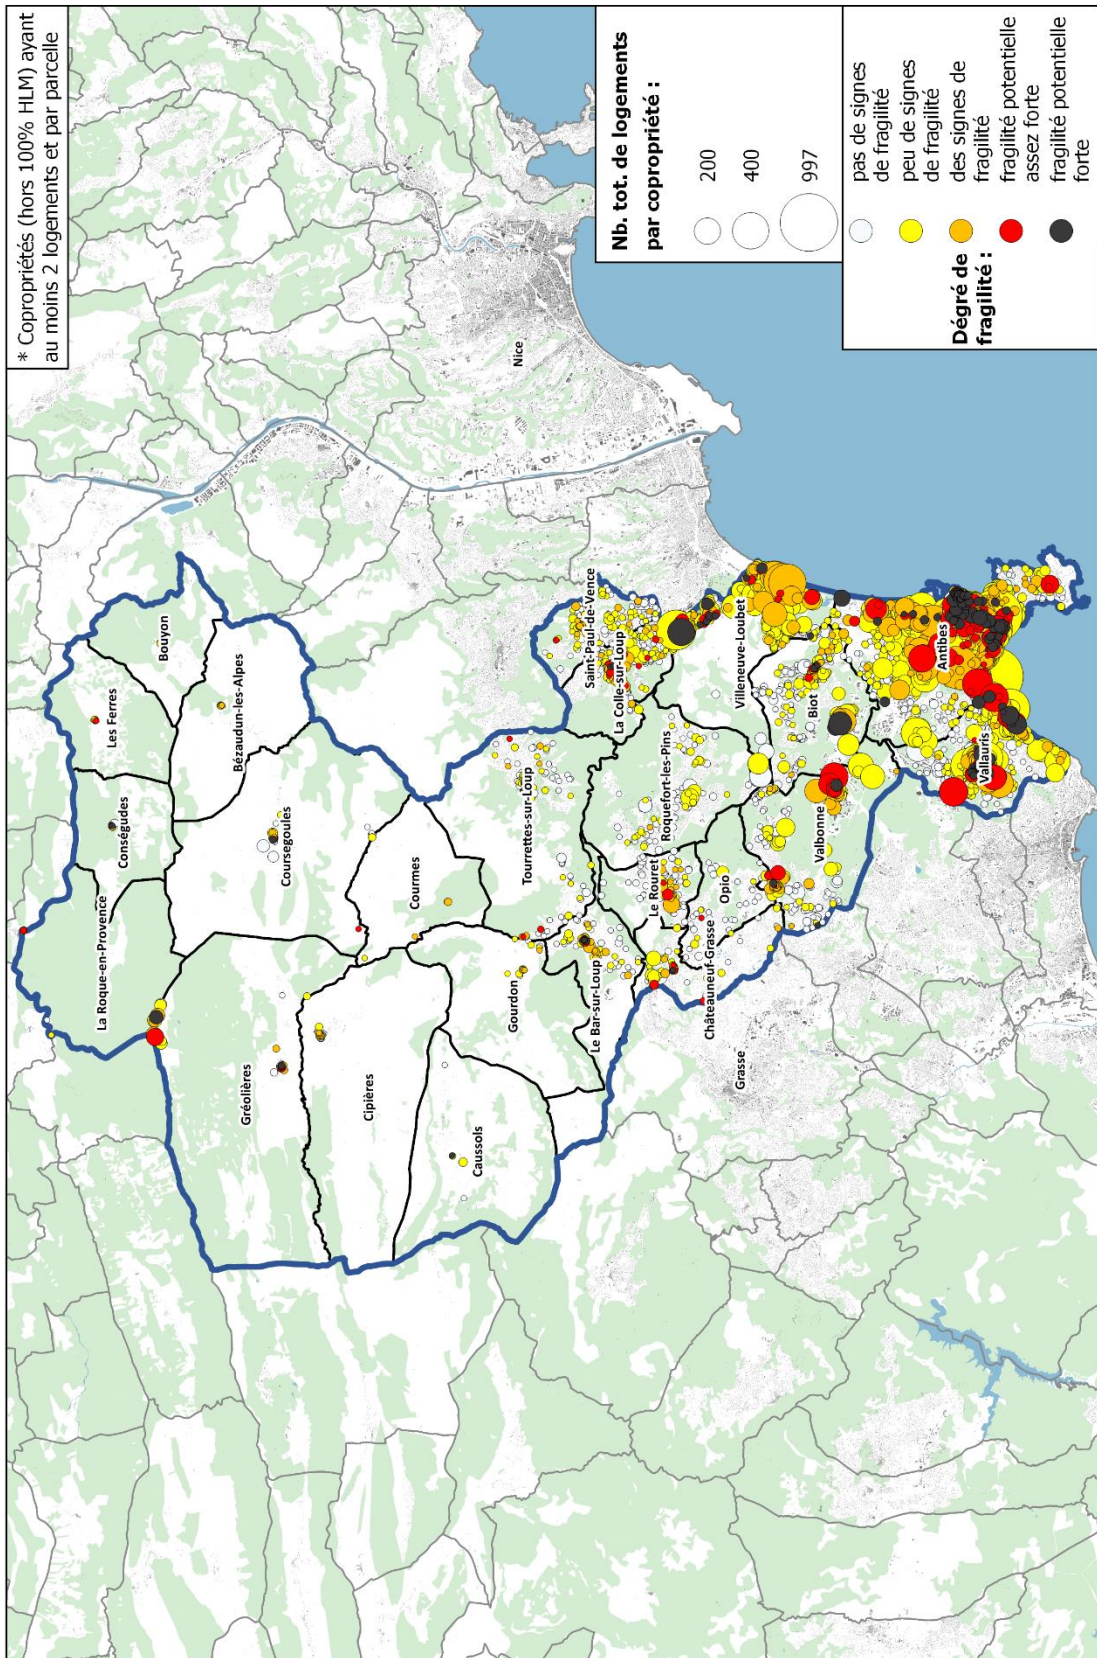 * Copropriétés (hors 100% HLM) ayant
au moins 2 logements et par parcelle
Bouyon
Les Ferres
Bézaudun-les-Alpes
Conségudes
Coursegoules
La Roque-en-Provence
Gréolières
Cipières
Courmes
Caussols
Gourdon
Tourrettes-sur-Loup
Le Bar-sur-Loup
Saint-Paul-de-Vence
La Colle-sur-Loup
Villeneuve-Loubet
Roquefort-les-Pins
Le Rouret
Opio
Châteauneuf-Grasse
Grasse
Biot
Valbonne
Antibes
Vallauris
Nice
Nb. tot. de logements
par copropriété :
200
400
997
Dégré de
fragilité :
pas de signes
de fragilité
peu de signes
de fragilité
des signes de
fragilité
fragilité potentielle
assez forte
fragilité potentielle
forte